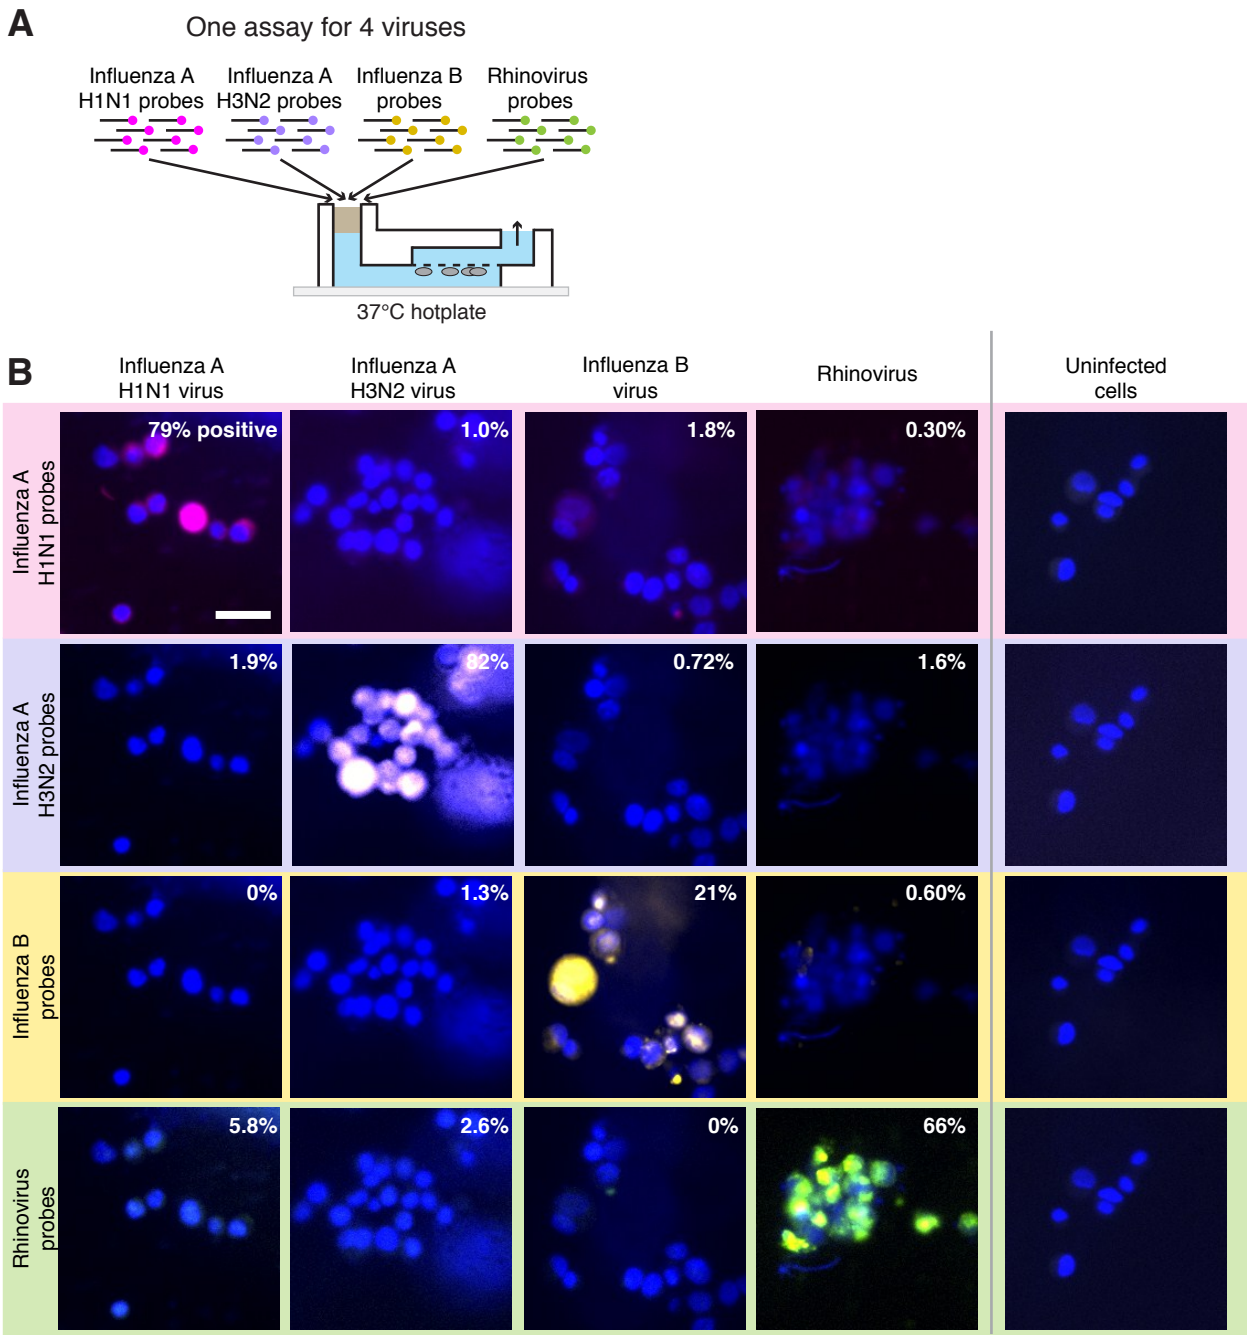 A
One assay for 4 viruses
Influenza A
H1N1 probes
Influenza A
H3N2 probes
Influenza B
probes
Rhinovirus
probes
37°C hotplate
B
Influenza A
H1N1 virus
Influenza A
H3N2 virus
Influenza B
virus
Rhinovirus
Uninfected
cells
Influenza A
H1N1 probes
79% positive
1.0%
1.8%
0.30%
Influenza A
H3N2 probes
1.9%
82%
0.72%
1.6%
Influenza B
probes
0%
1.3%
21%
0.60%
Rhinovirus
probes
5.8%
2.6%
0%
66%